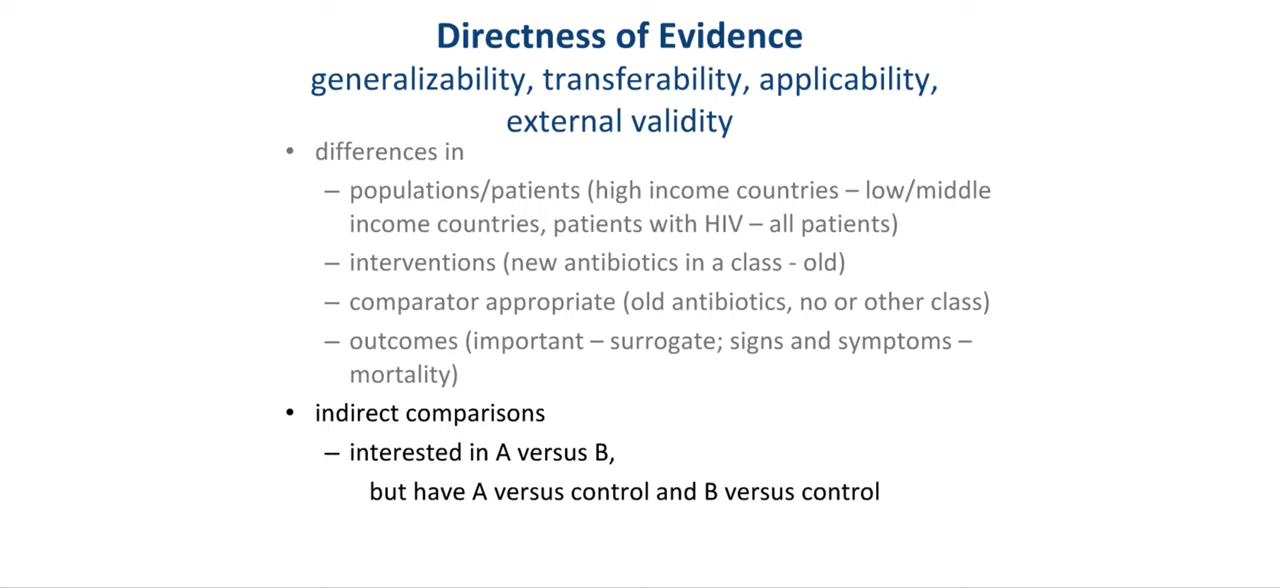 Directness of Evidence
generalizability, transferability, applicability,
external validity
• differences in
– populations/patients (high income countries – low/middle
income countries, patients with HIV – all patients)
– interventions (new antibiotics in a class - old)
– comparator appropriate (old antibiotics, no or other class)
– outcomes (important – surrogate; signs and symptoms –
mortality)
• indirect comparisons
– interested in A versus B,
but have A versus control and B versus control